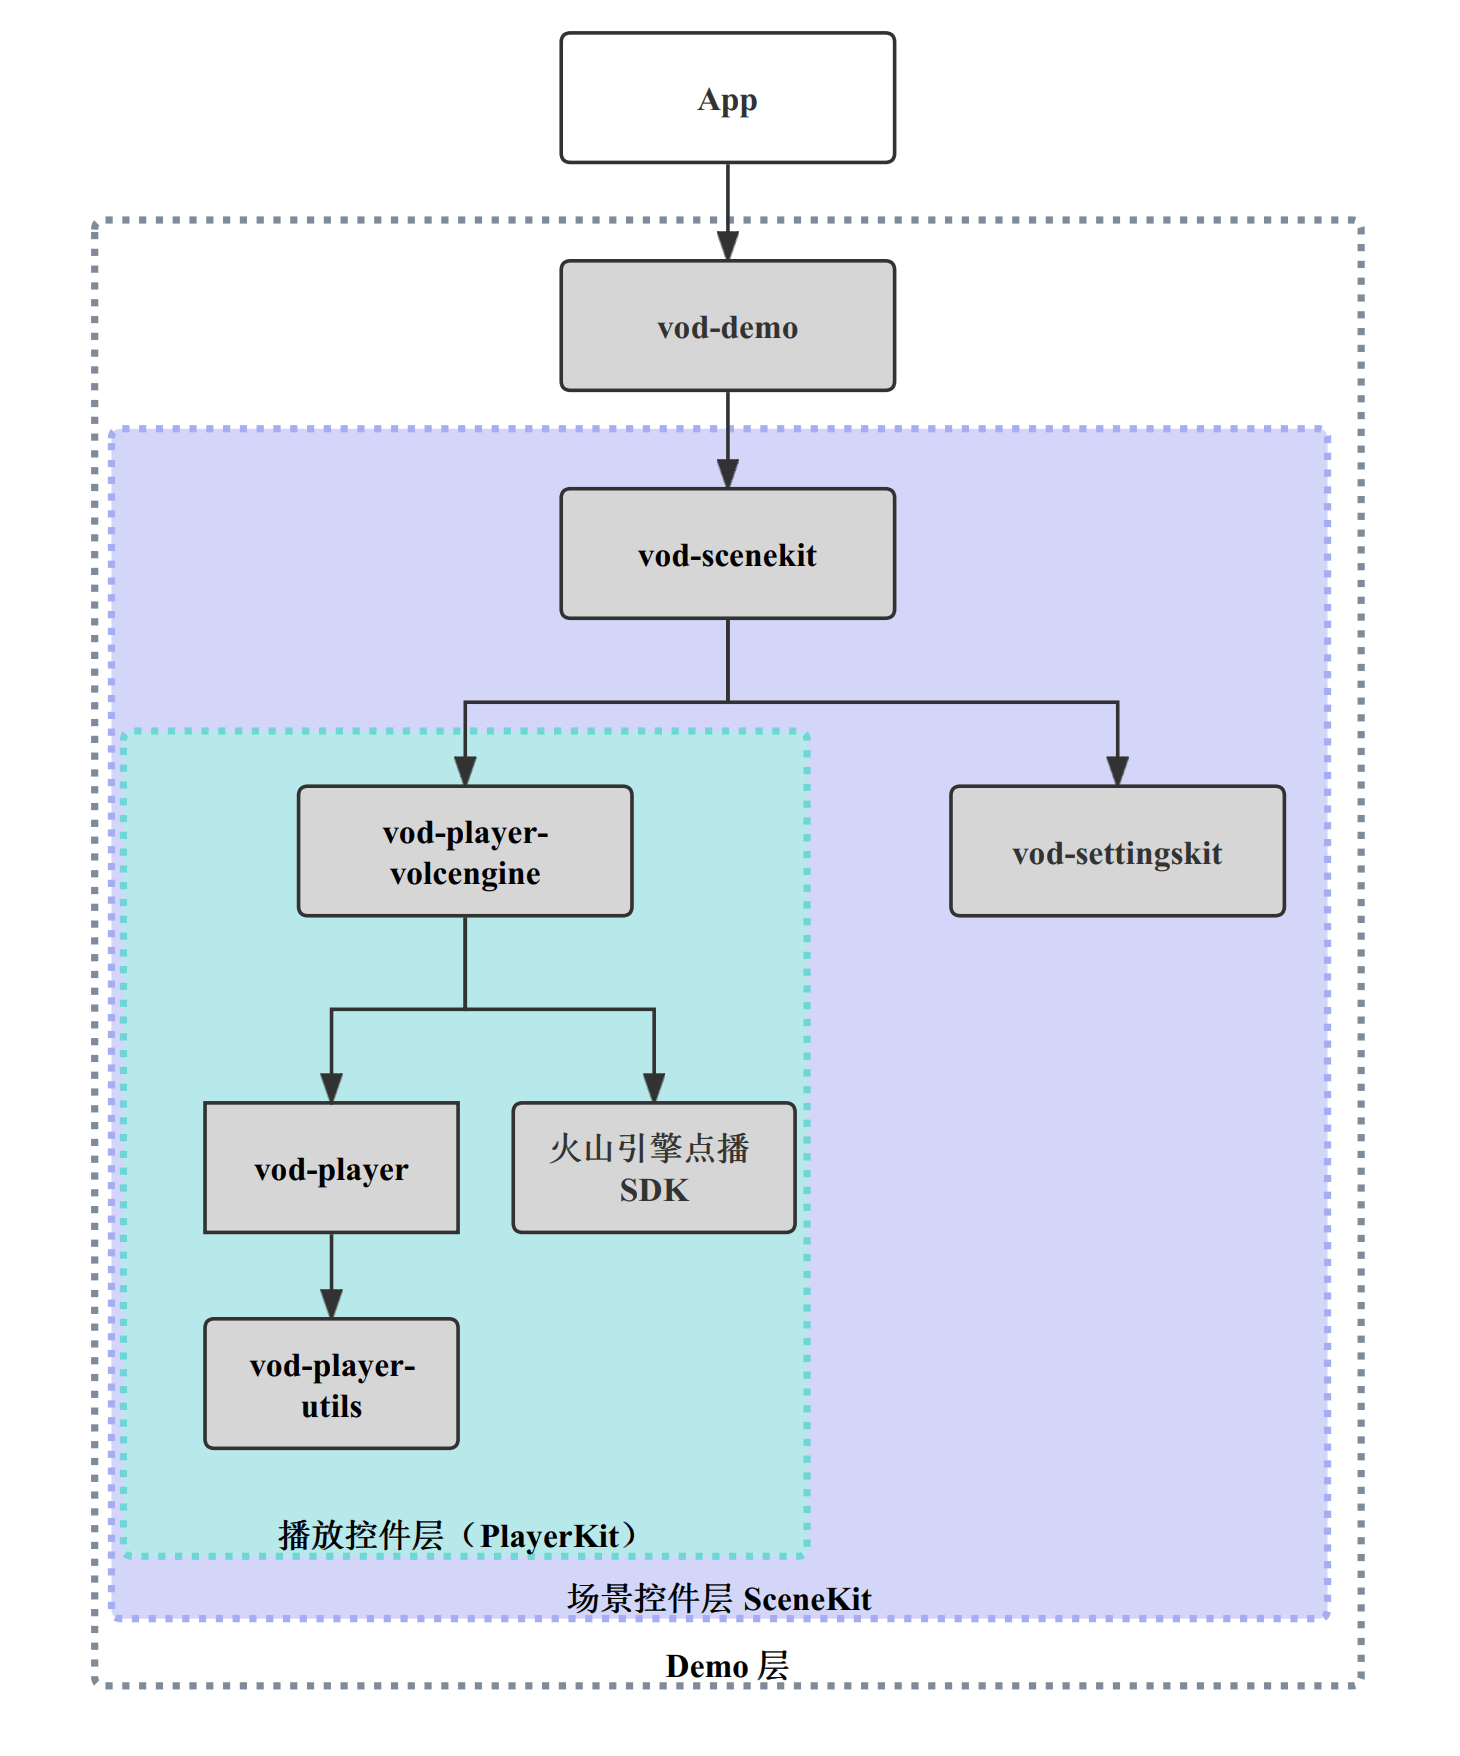 App
vod-demo
vod-scenekit
vod-player-
volcengine
vod-settingskit
vod-player
火山引擎点播
SDK
vod-player-
utils
播放控件层（PlayerKit）
场景控件层 SceneKit
Demo 层